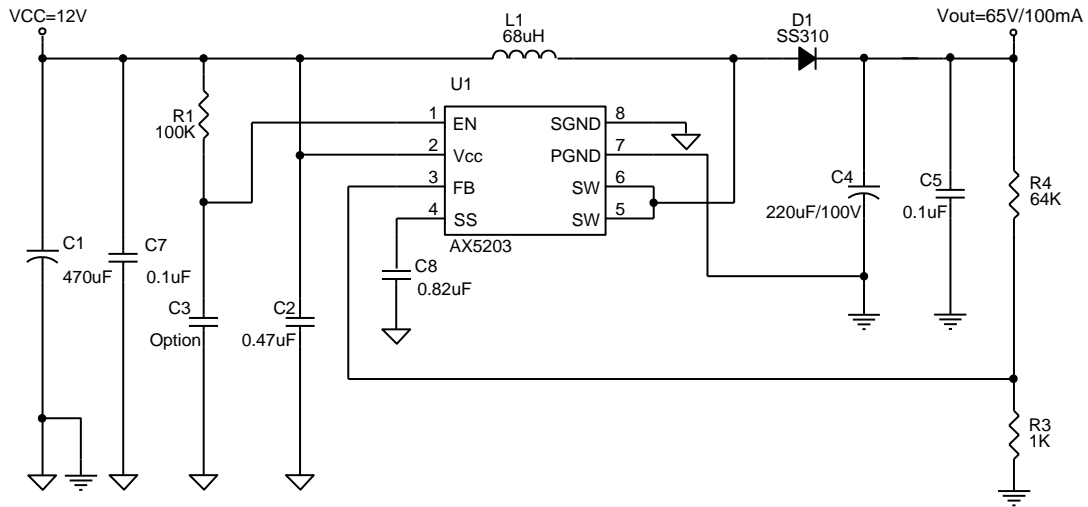 VCC=12V
Vout=65V/100mA
L1
68uH
D1
SS310
U1
R1
100K
1
EN
SGND
8
2
Vcc
PGND
7
3
FB
SW
6
4
SS
SW
5
AX5203
C4
220uF/100V
C5
0.1uF
R4
64K
C1
470uF
C7
0.1uF
C8
0.82uF
C3
Option
C2
0.47uF
R3
1K